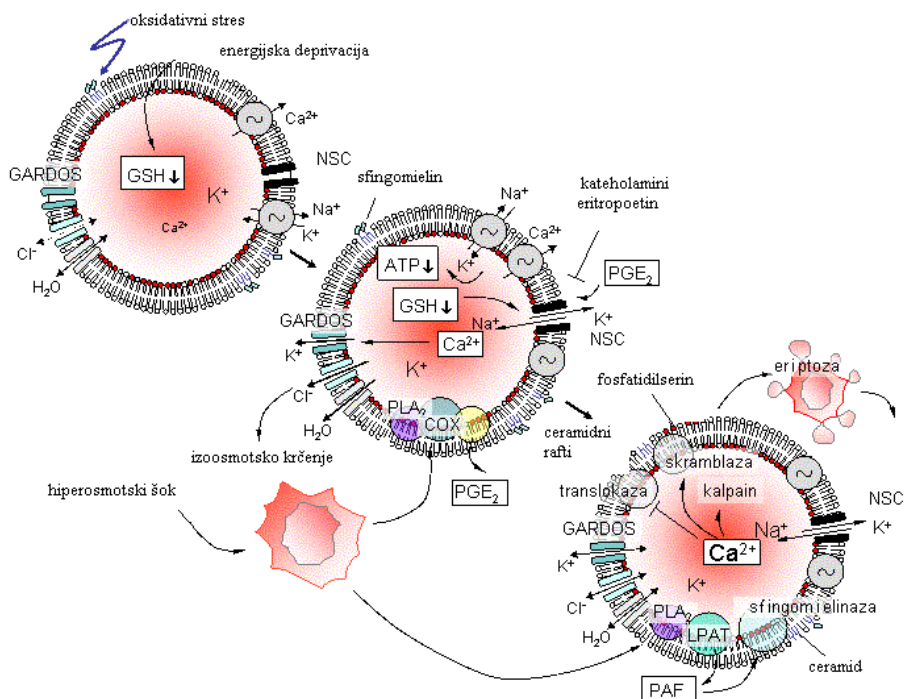 oksidativni stres
energijska deprivacija
Ca²⁺
GARDOS
GSH ↓
K⁺
NSC
Ca²⁺
Na⁺
K⁺
Cl⁻
H₂O
sfingomielin
kateholamini
eritropoetin
Na⁺
Ca²⁺
ATP ↓
K⁺
PGE₂
GSH ↓
GARDOS
Na⁺
K⁺
NSC
Ca²⁺
K⁺
K⁺
Cl⁻
H₂O
PLA₂
COX
PGE₂
ceramidni
rafti
izoosmotsko krčenje
hiperosmotski šok
fosfatidilserin
eriptoza
skramblaza
translokaza
kalpain
GARDOS
Na⁺
NSC
K⁺
Ca²⁺
K⁺
K⁺
Cl⁻
H₂O
PLA₂
LPAT
sfingomielinaza
ceramid
PAF